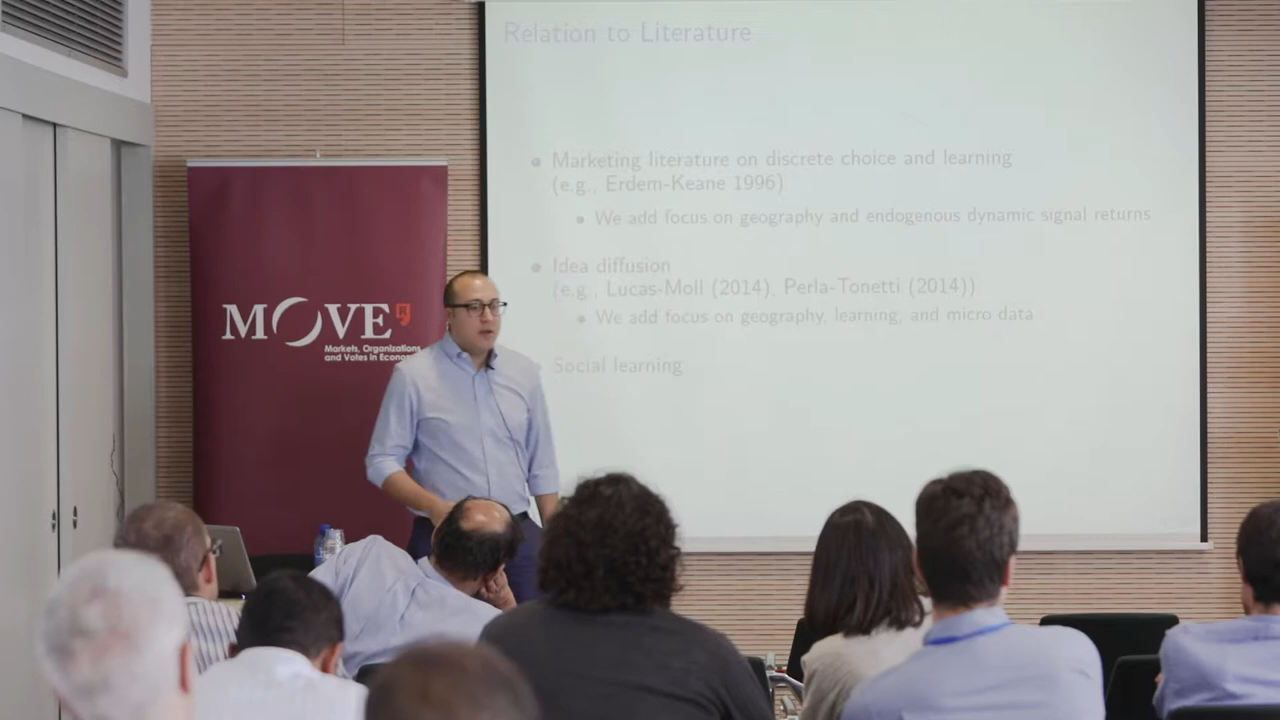 Relation to Literature
Marketing literature on discrete choice and learning
(e.g., Erdem-Keane 1996)
We add focus on geography and endogenous dynamic signal returns
Idea diffusion
(e.g., Lucas-Moll (2014), Perla-Tonetti (2014))
We add focus on geography, learning, and micro data
Social learning
MOVE
Markets, Organizations
and Votes in Econo